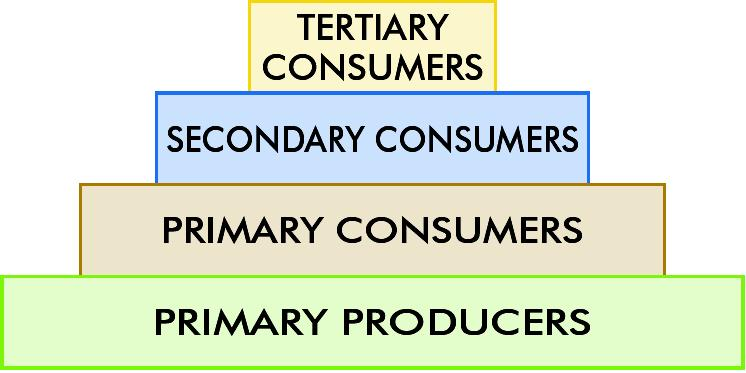 TERTIARY
CONSUMERS
SECONDARY CONSUMERS
PRIMARY CONSUMERS
PRIMARY PRODUCERS